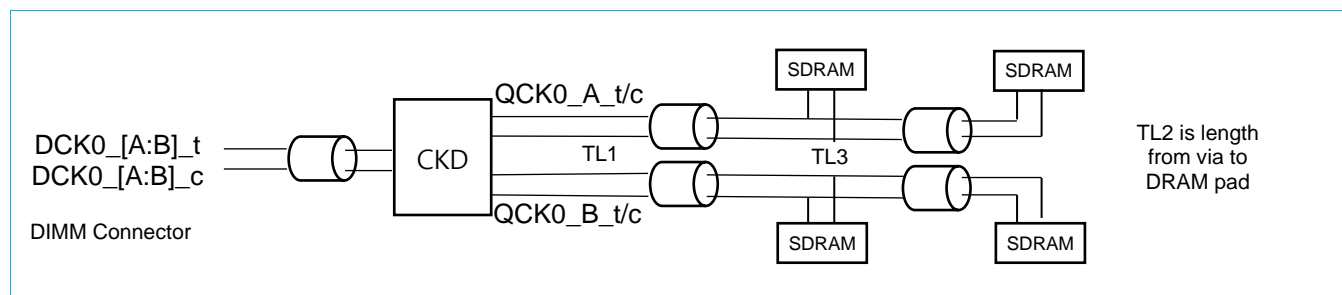 SDRAM
SDRAM
QCK0_A_t/c
DCK0_[A:B]_t
DCK0_[A:B]_c
CKD
TL1
TL3
TL2 is length
from via to
DRAM pad
QCK0_B_t/c
DIMM Connector
SDRAM
SDRAM